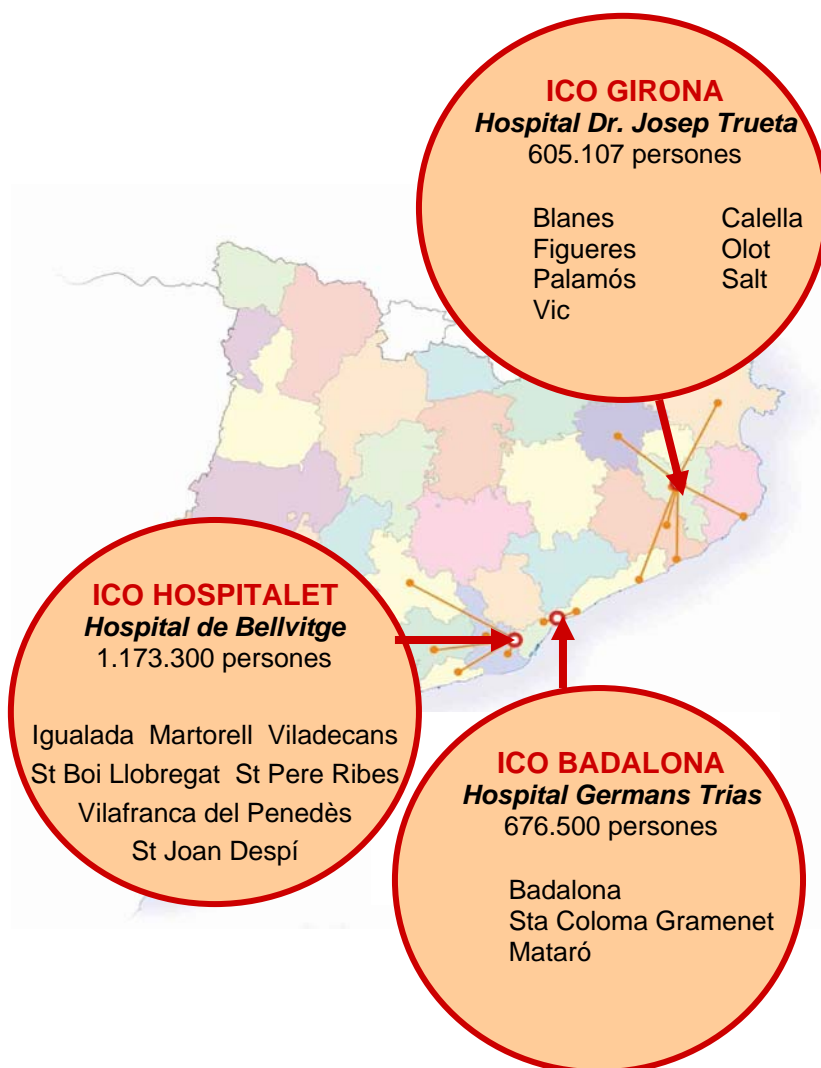 ICO GIRONA
Hospital Dr. Josep Trueta
605.107 persones
Blanes Calella
Figueres Olot
Palamós Salt
Vic
ICO HOSPITALET
Hospital de Bellvitge
1.173.300 persones
Igualada Martorell Viladecans
St Boi Llobregat St Pere Ribes
Vilafranca del Penedès
St Joan Despí
ICO BADALONA
Hospital Germans Trias
676.500 persones
Badalona
Sta Coloma Gramenet
Mataró